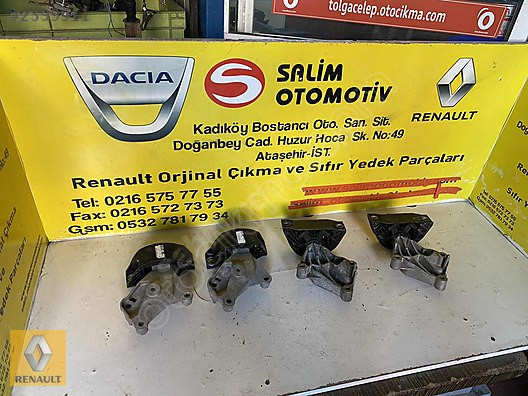 tolgacelep.otocikma.com
DACIA
S
SALİM
OTOMOTİV
RENAULT
Kadıköy Bostancı Oto. San. Sit.
Doğanbey Cad. Huzur Hoca Sk. No:49
Ataşehir-İST.
Renault Orjinal Çıkma ve Sıfır Yedek Parçaları
Tel: 0216 575 77 55
Fax: 0216 572 73 73
Gsm: 0532 781 79 34
RENAULT